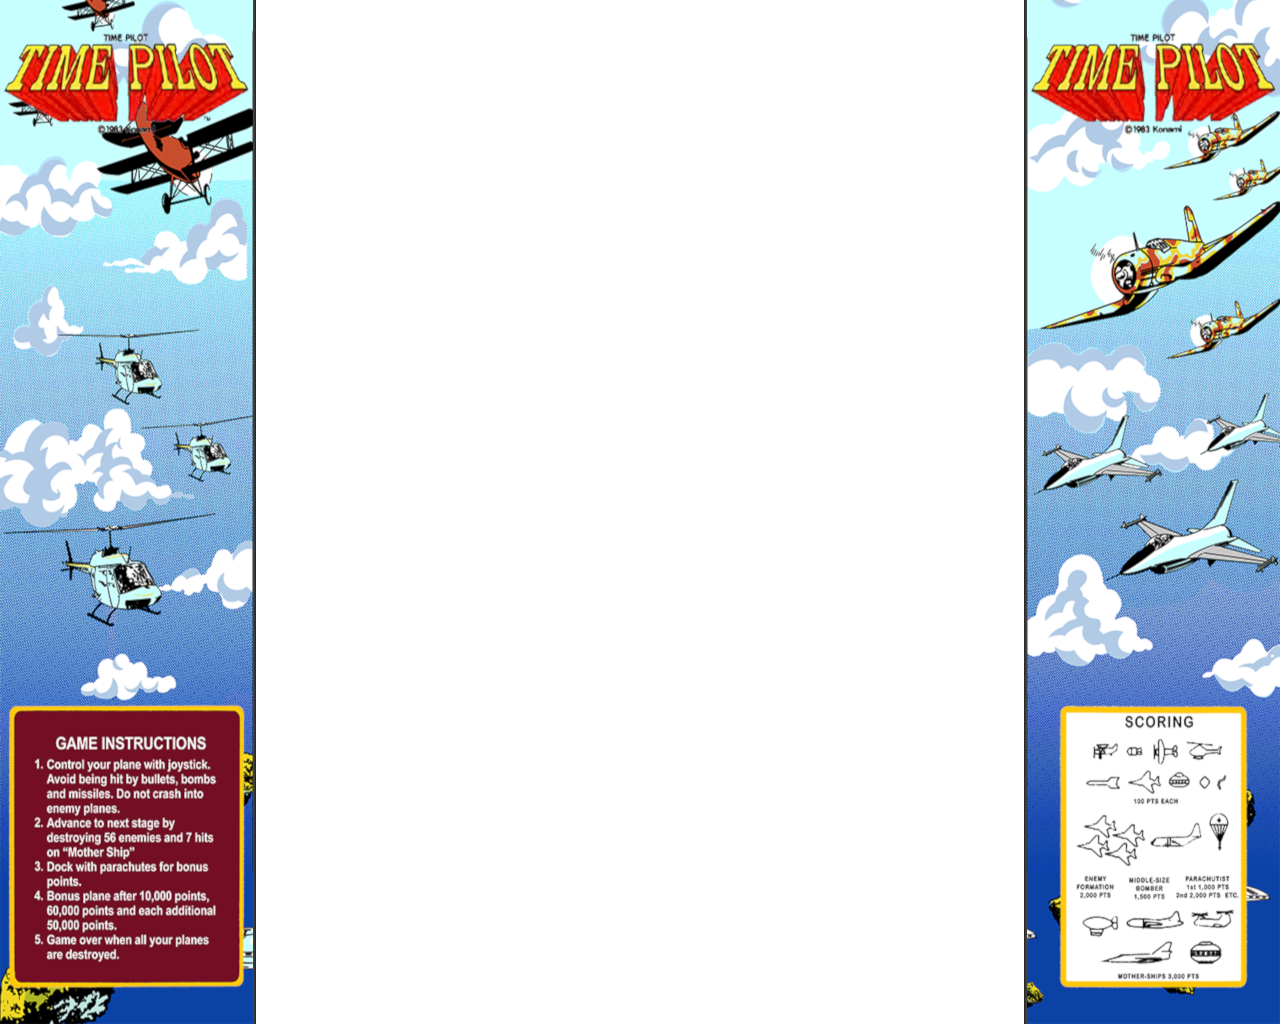 TIME PILOT
TIME PILOT
©1983 Konami
™
GAME INSTRUCTIONS
1. Control your plane with joystick.
Avoid being hit by bullets, bombs
and missiles. Do not crash into
enemy planes.
2. Advance to next stage by
destroying 56 enemies and 7 hits
on “Mother Ship”
3. Dock with parachutes for bonus
points.
4. Bonus plane after 10,000 points,
60,000 points and each additional
50,000 points.
5. Game over when all your planes
are destroyed.
TIME PILOT
TIME PILOT
©1983 Konami
SCORING
100 PTS EACH
ENEMY
FORMATION
2,000 PTS
MIDDLE-SIZE
BOMBER
1,500 PTS
PARACHUTIST
1st 1,000 PTS
2nd 2,000 PTS ETC.
MOTHER-SHIPS 3,000 PTS